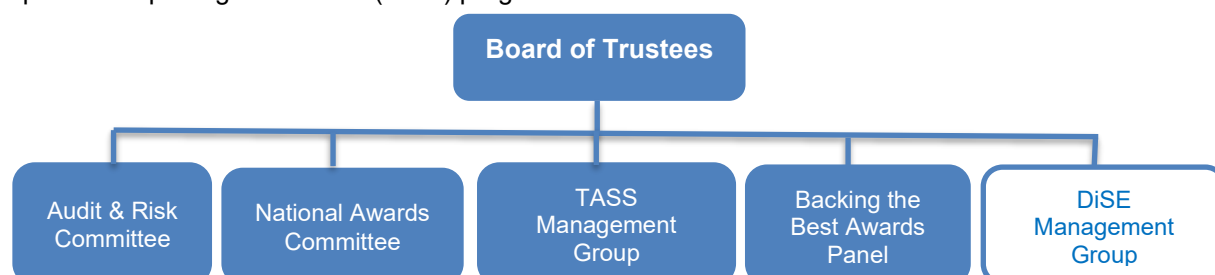 Board of Trustees
Audit & Risk
Committee
National Awards
Committee
TASS
Management
Group
Backing the
Best Awards
Panel
DiSE
Management
Group